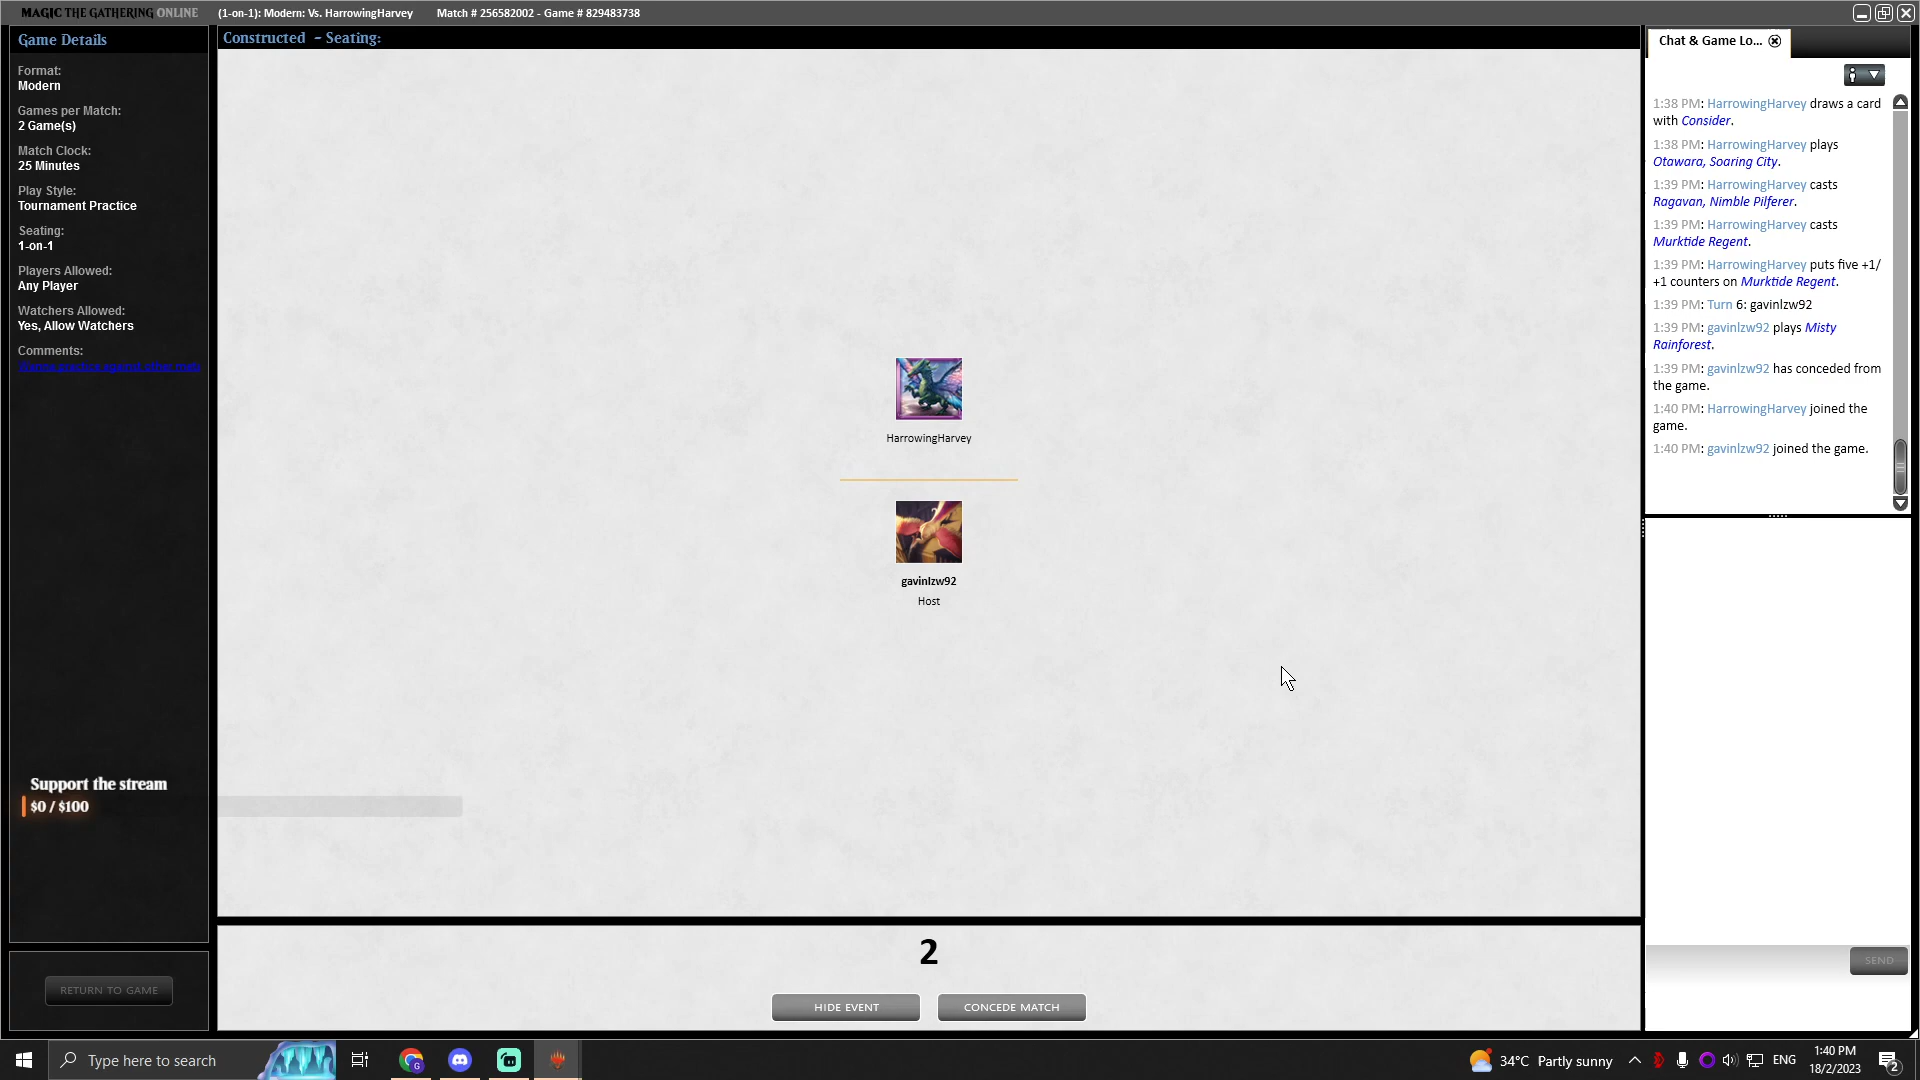 MAGIC THE GATHERING ONLINE
(1-on-1): Modern: Vs. HarrowingHarvey
Match # 256582002 - Game # 829483738
Game Details
Format:
Modern
Games per Match:
2 Game(s)
Match Clock:
25 Minutes
Play Style:
Tournament Practice
Seating:
1-on-1
Players Allowed:
Any Player
Watchers Allowed:
Yes, Allow Watchers
Comments:
Support the stream
$0 / $100
RETURN TO GAME
Constructed - Seating:
HarrowingHarvey
gavinlzw92
Host
2
HIDE EVENT
CONCEDE MATCH
Chat & Game Lo...
1:38 PM: HarrowingHarvey draws a card
with Consider.
1:38 PM: HarrowingHarvey plays
Otawara, Soaring City.
1:39 PM: HarrowingHarvey casts
Ragavan, Nimble Pilferer.
1:39 PM: HarrowingHarvey casts
Murktide Regent.
1:39 PM: HarrowingHarvey puts five +1/
+1 counters on Murktide Regent.
1:39 PM: Turn 6: gavinlzw92
1:39 PM: gavinlzw92 plays Misty
Rainforest.
1:39 PM: gavinlzw92 has conceded from
the game.
1:40 PM: HarrowingHarvey joined the
game.
1:40 PM: gavinlzw92 joined the game.
SEND
Type here to search
34°C Partly sunny
ENG
1:40 PM
18/2/2023
2